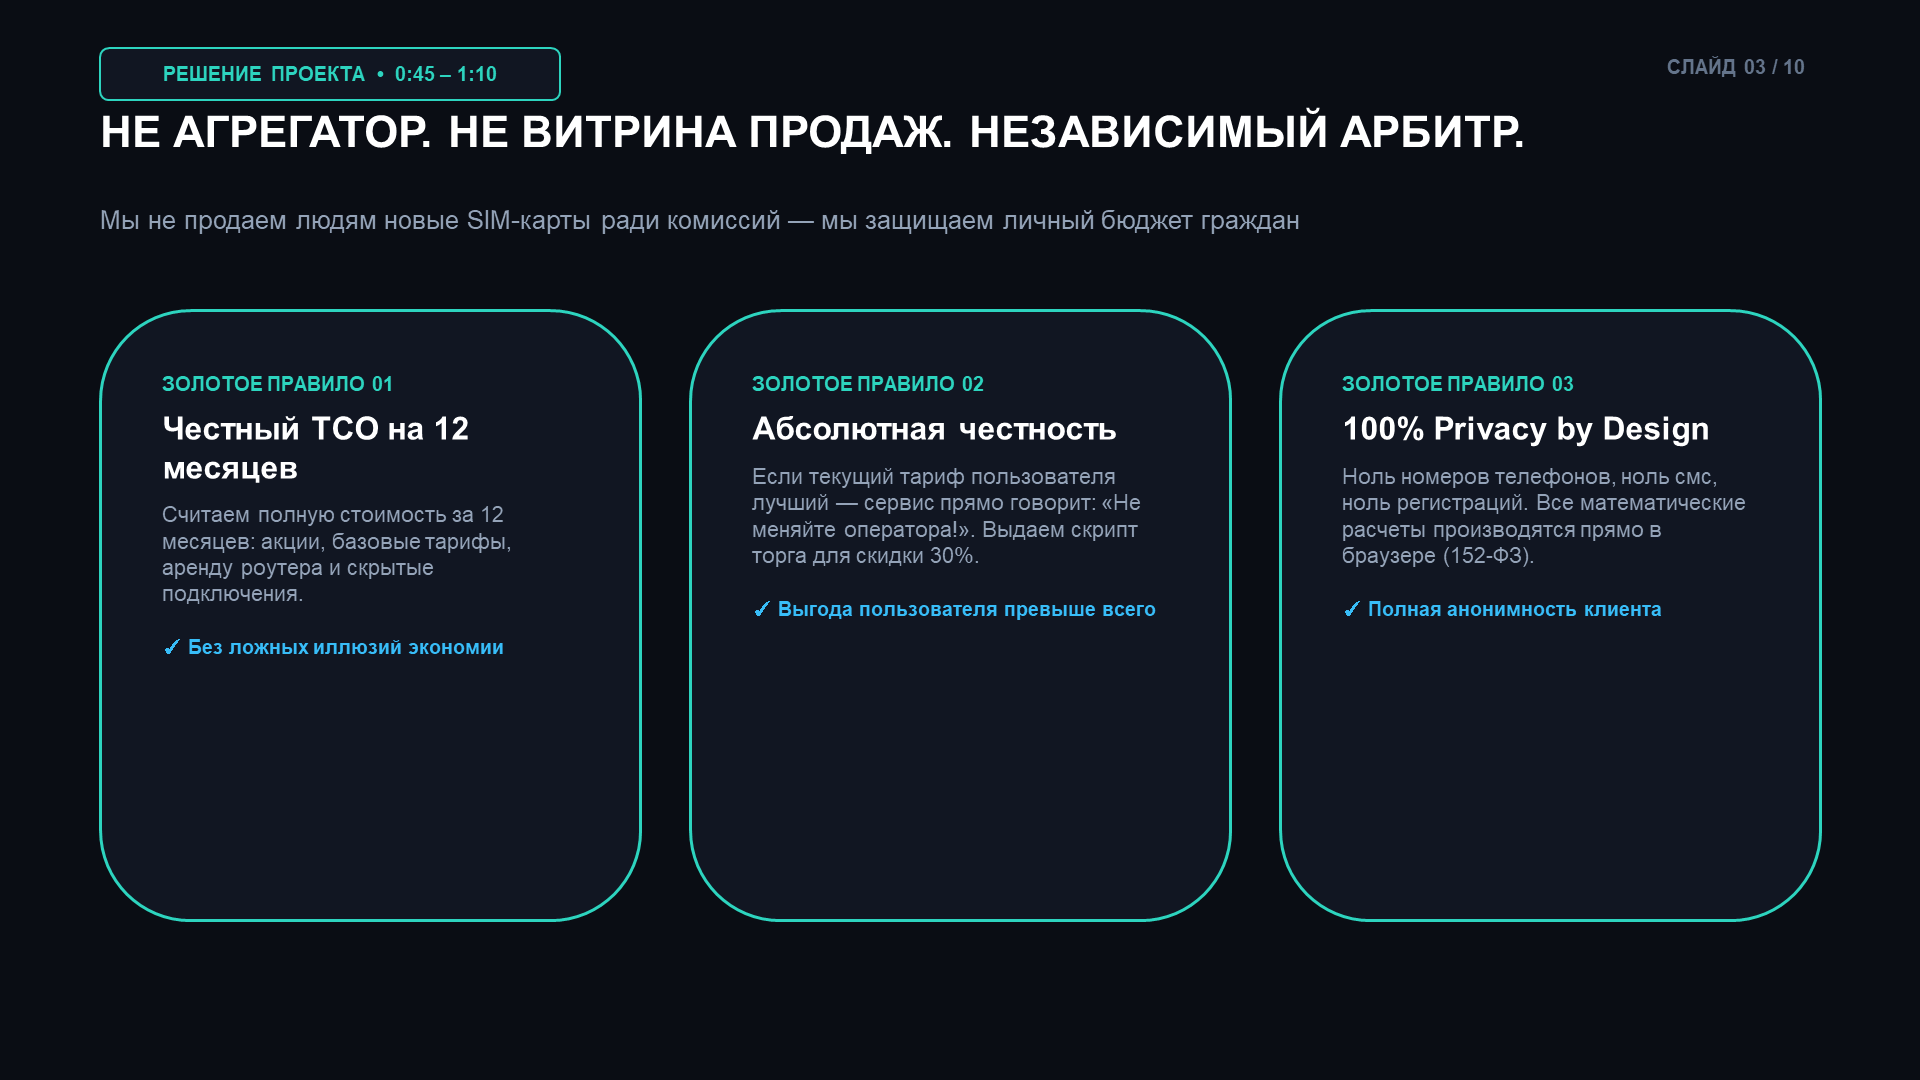 РЕШЕНИЕ ПРОЕКТА • 0:45 – 1:10
СЛАЙД 03 / 10
НЕ АГРЕГАТОР. НЕ ВИТРИНА ПРОДАЖ. НЕЗАВИСИМЫЙ АРБИТР.
Мы не продаем людям новые SIM-карты ради комиссий — мы защищаем личный бюджет граждан
ЗОЛОТОЕ ПРАВИЛО 01
Честный TCO на 12
месяцев
Считаем полную стоимость за 12
месяцев: акции, базовые тарифы,
аренду роутера и скрытые
подключения.
✓ Без ложных иллюзий экономии
ЗОЛОТОЕ ПРАВИЛО 02
Абсолютная честность
Если текущий тариф пользователя
лучший — сервис прямо говорит: «Не
меняйте оператора!». Выдаем скрипт
торга для скидки 30%.
✓ Выгода пользователя превыше всего
ЗОЛОТОЕ ПРАВИЛО 03
100% Privacy by Design
Ноль номеров телефонов, ноль смс,
ноль регистраций. Все математические
расчеты производятся прямо в
браузере (152-ФЗ).
✓ Полная анонимность клиента